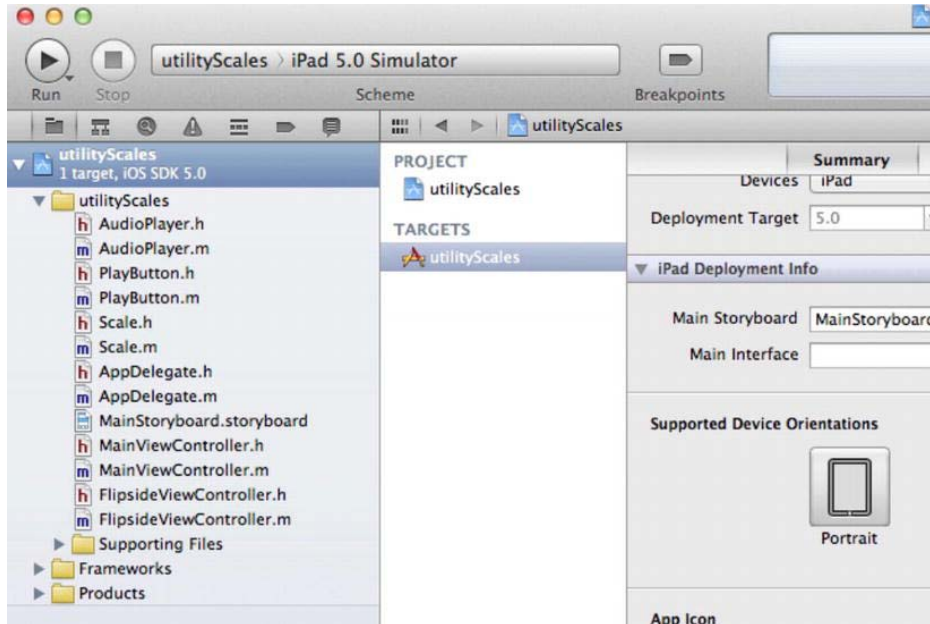 utilityScales › iPad 5.0 Simulator
Run
Stop
Scheme
Breakpoints
utilityScales
utilityScales
1 target, iOS SDK 5.0
utilityScales
h AudioPlayer.h
m AudioPlayer.m
h PlayButton.h
m PlayButton.m
h Scale.h
m Scale.m
h AppDelegate.h
m AppDelegate.m
MainStoryboard.storyboard
h MainViewController.h
m MainViewController.m
h FlipsideViewController.h
m FlipsideViewController.m
Supporting Files
Frameworks
Products
PROJECT
utilityScales
TARGETS
utilityScales
Summary
Devices iPad
Deployment Target 5.0
iPad Deployment Info
Main Storyboard MainStoryboard
Main Interface
Supported Device Orientations
Portrait
App Icon